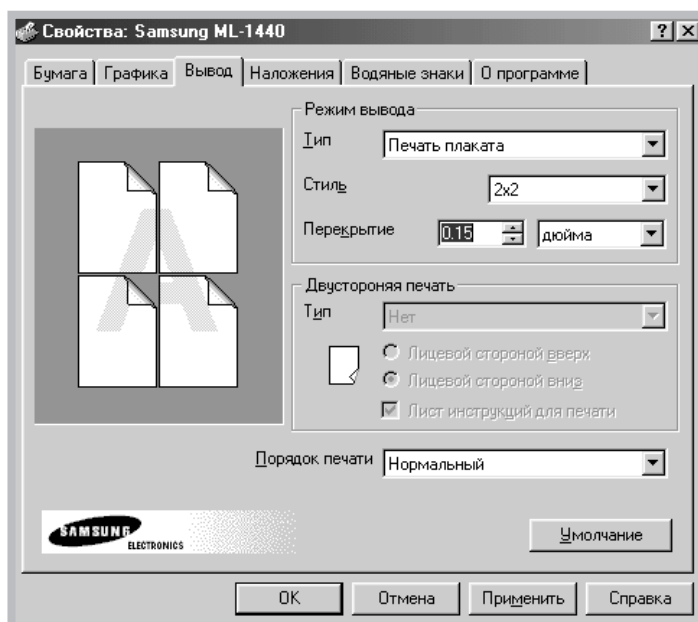 Свойства: Samsung ML-1440
Бумага Графика Вывод Наложения Водяные знаки О программе
Режим вывода
Тип Печать плаката
Стиль 2x2
Перекрытие 0.15 дюйма
Двустороняя печать
Тип Нет
Лицевой стороной вверх
Лицевой стороной вниз
Лист инструкций для печати
Порядок печати Нормальный
SAMSUNG
ELECTRONICS
Умолчание
OK Отмена Применить Справка